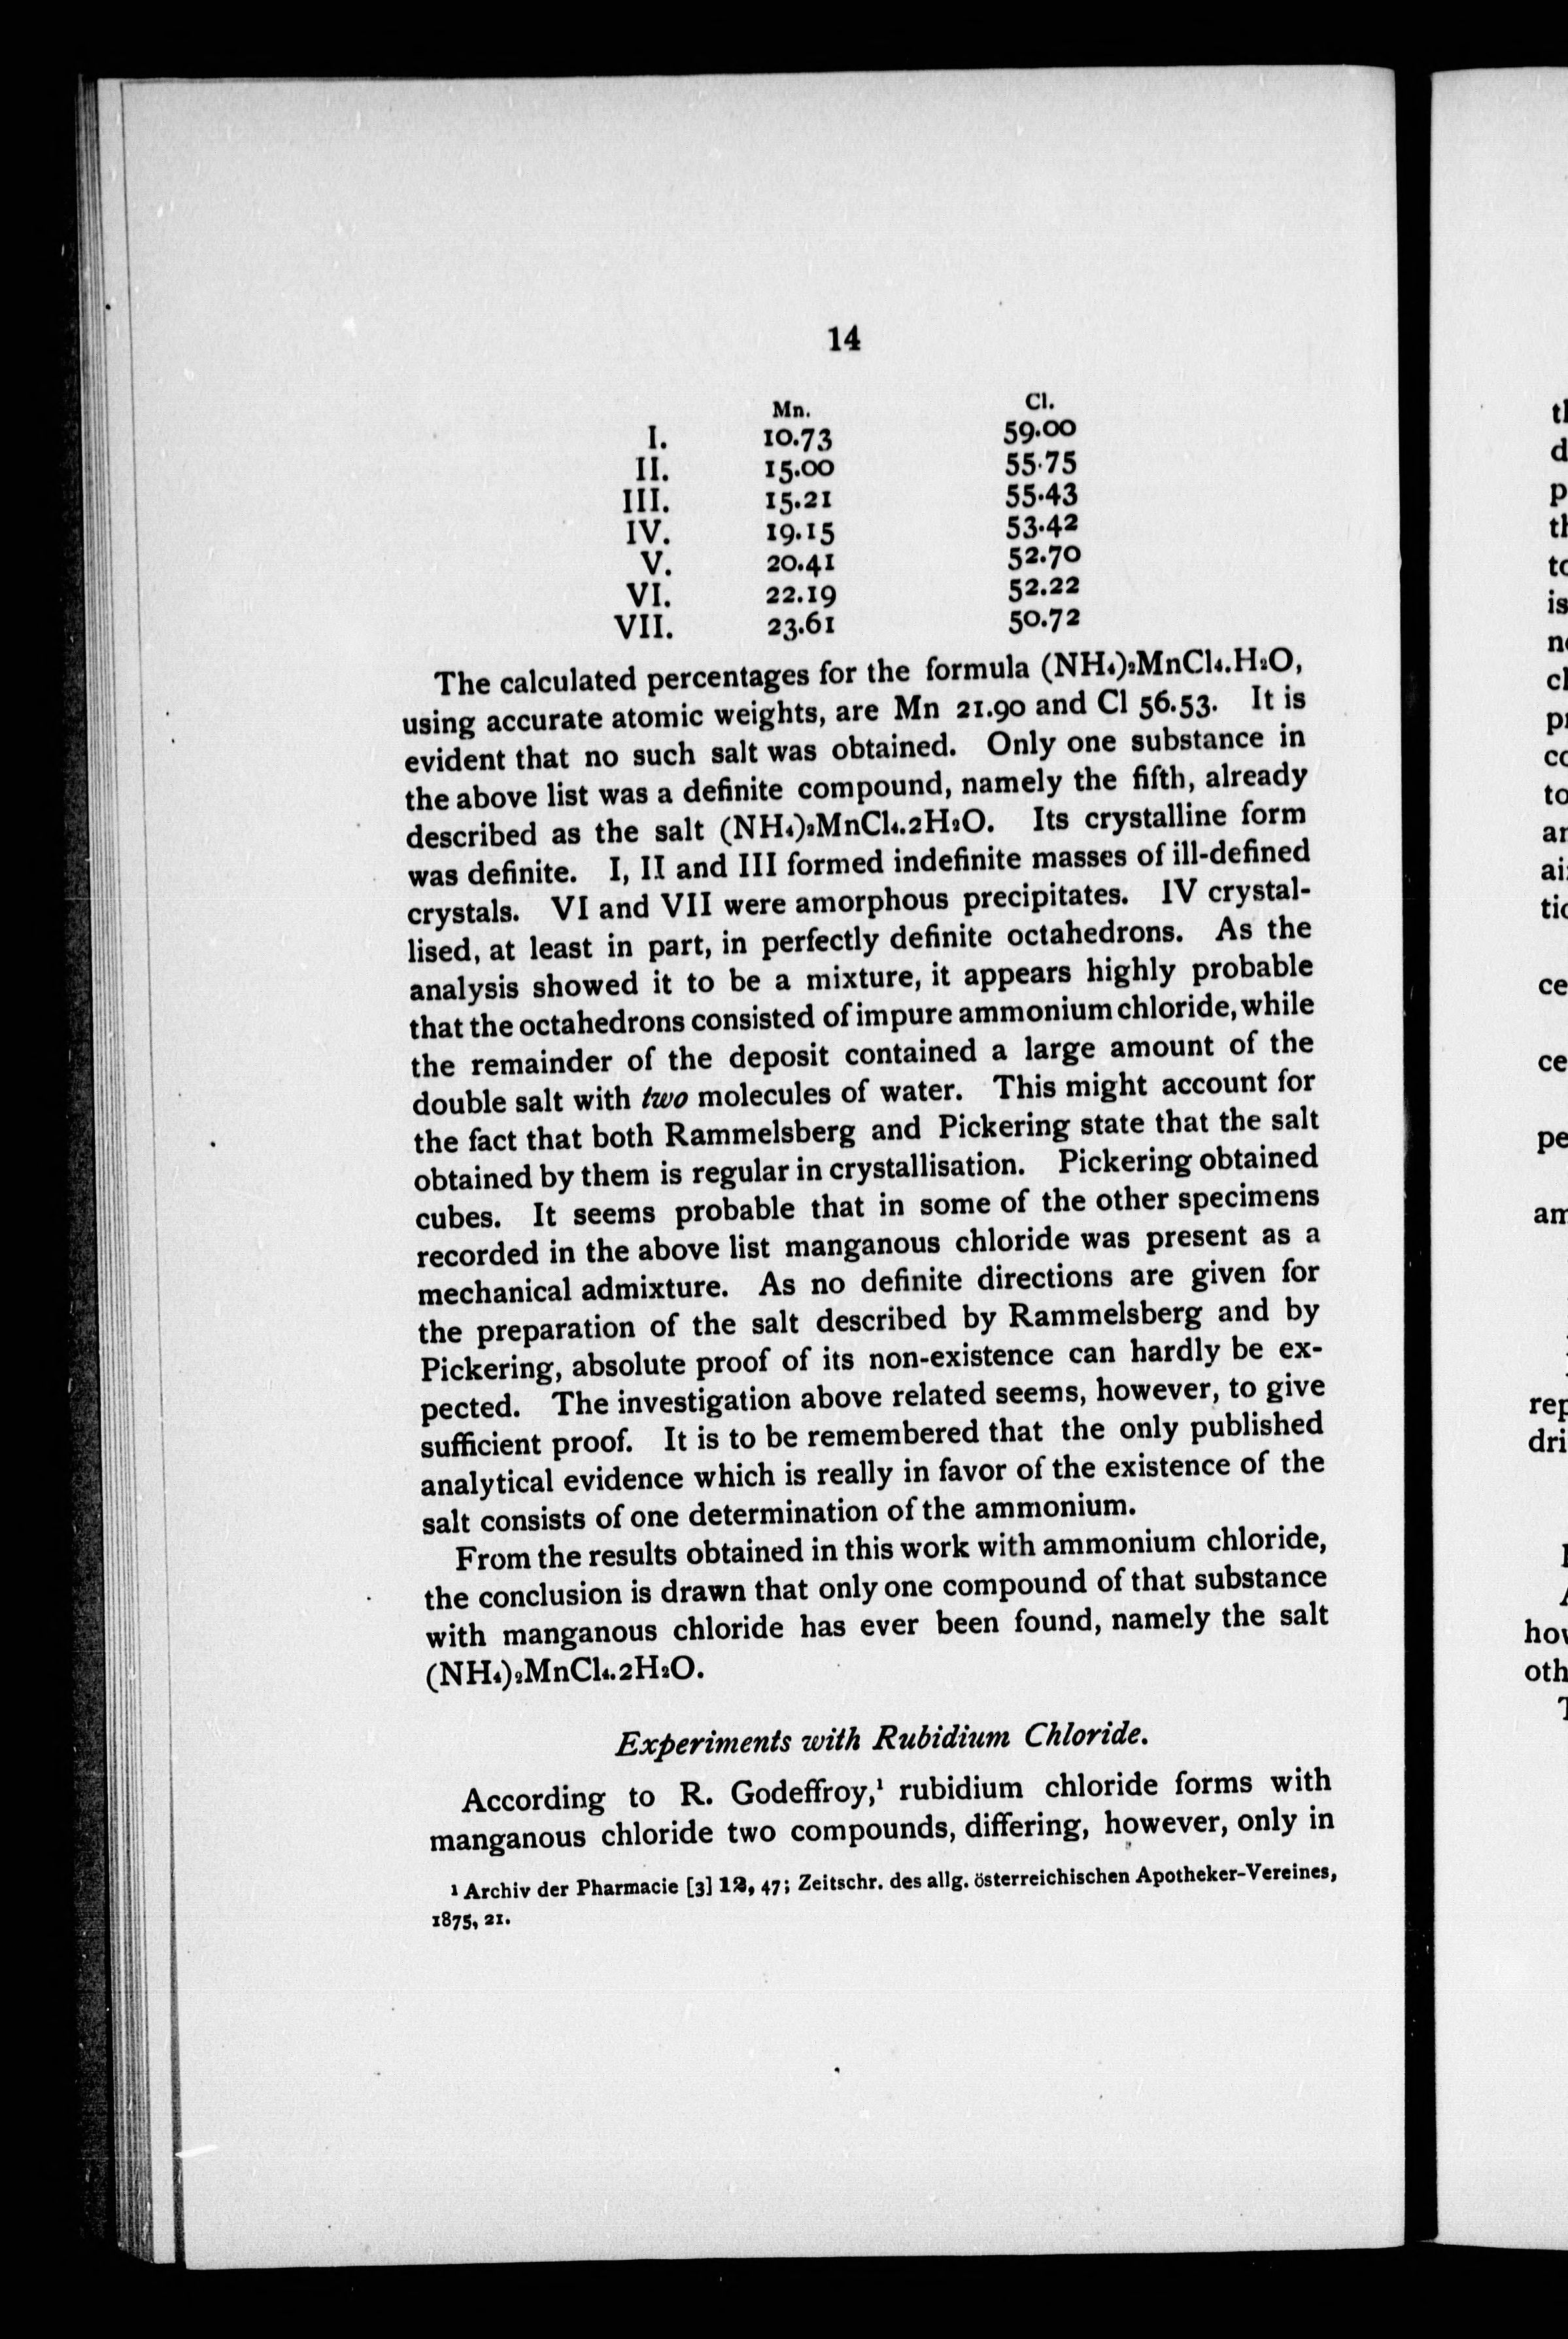 14
Mn. Cl.
I. 10.73 59.00
II. 15.00 55.75
III. 15.21 55.43
IV. 19.15 53.42
V. 20.41 52.70
VI. 22.19 52.22
VII. 23.61 50.72
The calculated percentages for the formula (NH₄)₂MnCl₄.H₂O,
using accurate atomic weights, are Mn 21.90 and Cl 56.53. It is
evident that no such salt was obtained. Only one substance in
the above list was a definite compound, namely the fifth, already
described as the salt (NH₄)₂MnCl₄.2H₂O. Its crystalline form
was definite. I, II and III formed indefinite masses of ill-defined
crystals. VI and VII were amorphous precipitates. IV crystal-
lised, at least in part, in perfectly definite octahedrons. As the
analysis showed it to be a mixture, it appears highly probable
that the octahedrons consisted of impure ammonium chloride, while
the remainder of the deposit contained a large amount of the
double salt with two molecules of water. This might account for
the fact that both Rammelsberg and Pickering state that the salt
obtained by them is regular in crystallisation. Pickering obtained
cubes. It seems probable that in some of the other specimens
recorded in the above list manganous chloride was present as a
mechanical admixture. As no definite directions are given for
the preparation of the salt described by Rammelsberg and by
Pickering, absolute proof of its non-existence can hardly be ex-
pected. The investigation above related seems, however, to give
sufficient proof. It is to be remembered that the only published
analytical evidence which is really in favor of the existence of the
salt consists of one determination of the ammonium.
From the results obtained in this work with ammonium chloride,
the conclusion is drawn that only one compound of that substance
with manganous chloride has ever been found, namely the salt
(NH₄)₂MnCl₄.2H₂O.
Experiments with Rubidium Chloride.
According to R. Godeffroy,¹ rubidium chloride forms with
manganous chloride two compounds, differing, however, only in
¹ Archiv der Pharmacie [3] 12, 47; Zeitschr. des allg. österreichischen Apotheker-Vereines,
1875, 21.